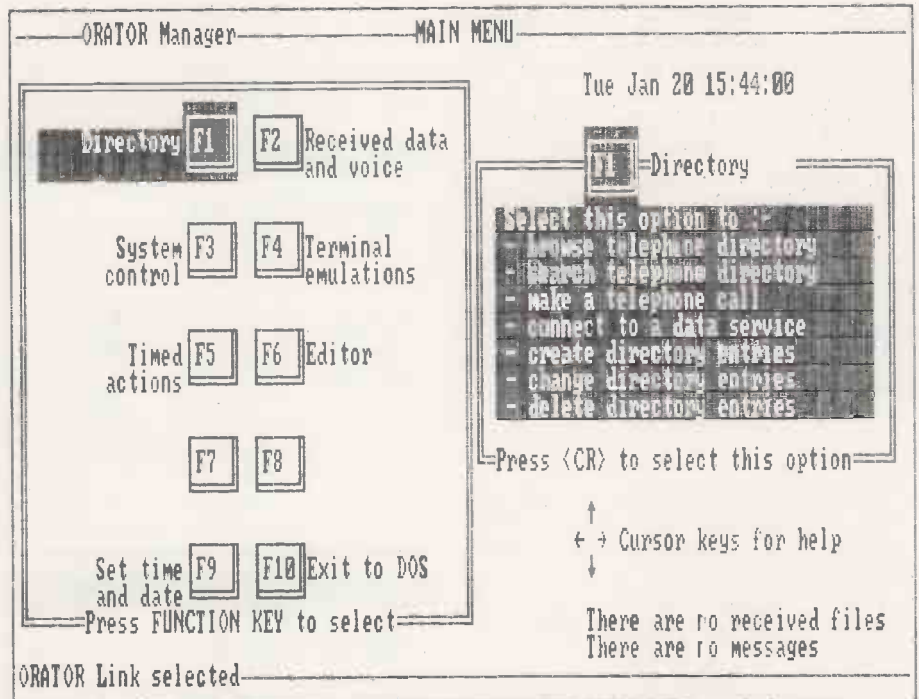 ORATOR Manager MAIN MENU
Tue Jan 20 15:44:00
Directory F1 F2 Received data
and voice
System F3 F4 Terminal
control emulations
Timed F5 F6 Editor
actions
F7 F8
Set time F9 F10 Exit to DOS
and date
Press FUNCTION KEY to select
F1 Directory
Select this option to :-
- browse telephone directory
- Search telephone directory
- make a telephone call
- connect to a data service
- create directory entries
- change directory entries
- delete directory entries
Press <CR> to select this option
↑
← → Cursor keys for help
↓
There are no received files
There are no messages
ORATOR Link selected